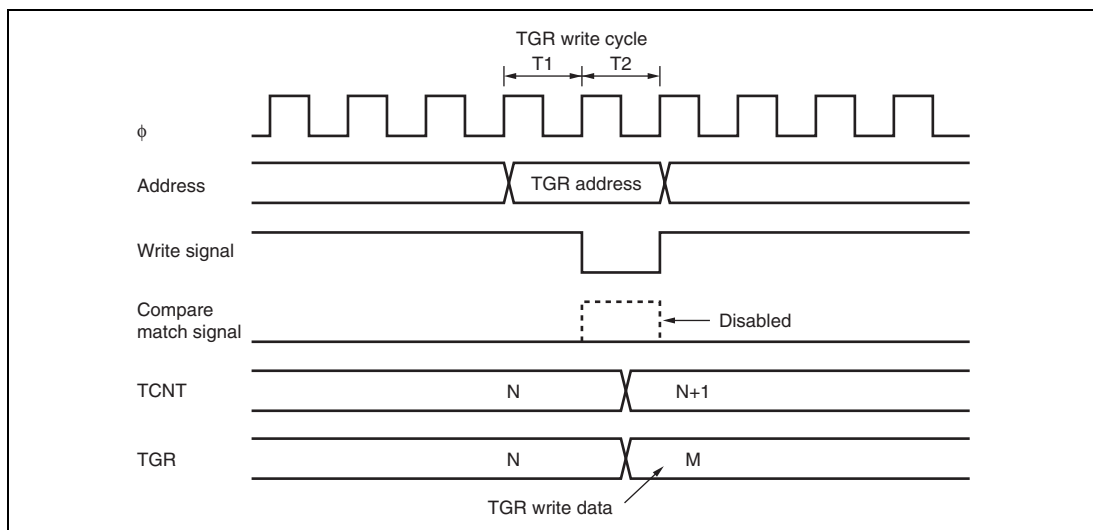 TGR write cycle
T1 T2
ϕ
Address
TGR address
Write signal
Compare
match signal
Disabled
TCNT
N N+1
TGR
N M
TGR write data